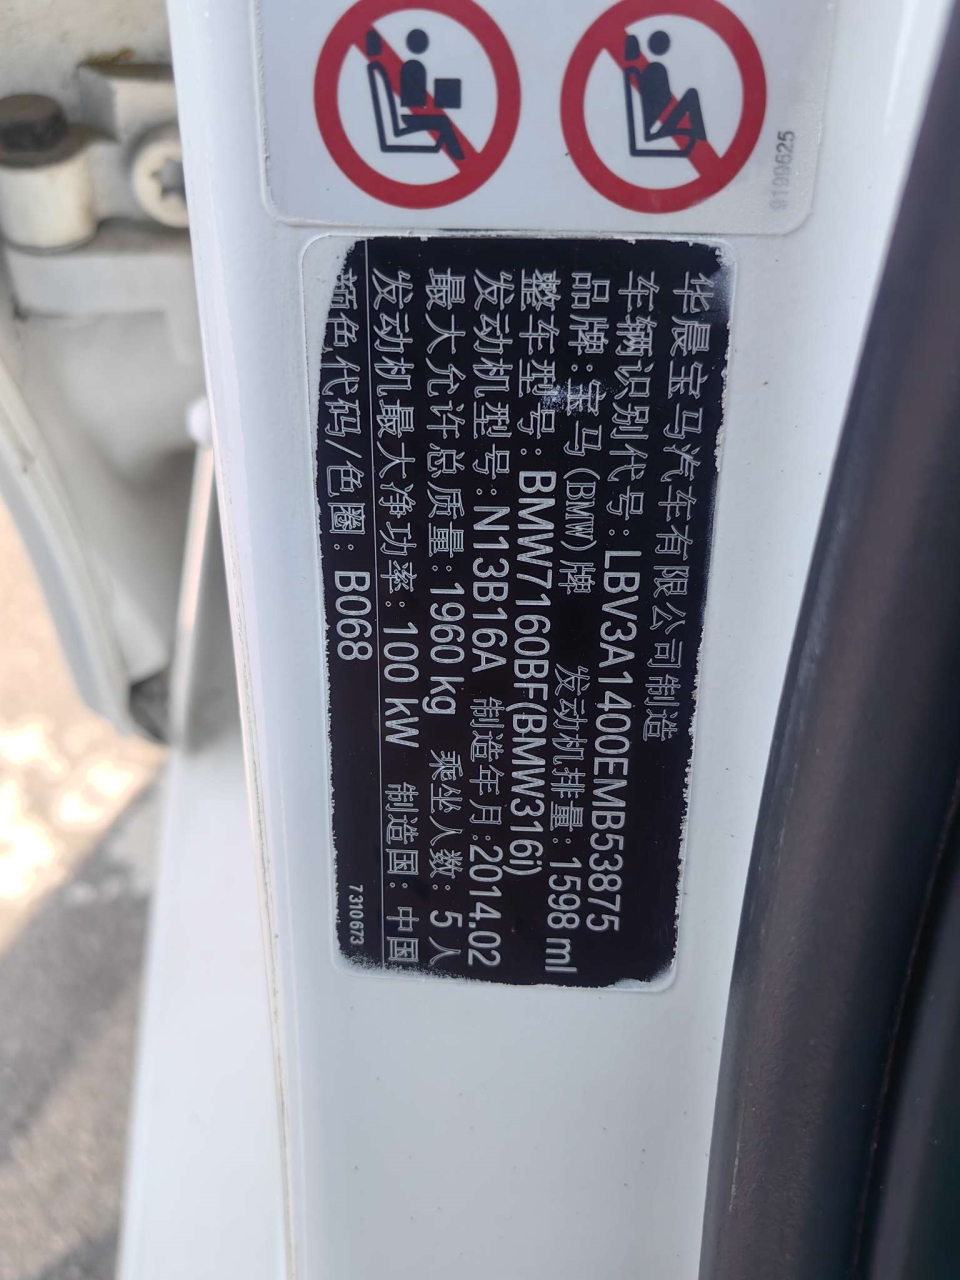 8199625
华晨宝马汽车有限公司制造
车辆识别代号:LBV3A1400EMB53875
品牌:宝马(BMW)牌 发动机排量:1598 ml
整车型号:BMW7160BF(BMW316i)
发动机型号:N13B16A 制造年月:2014.02
最大允许总质量:1960 kg 乘坐人数:5人
发动机最大净功率:100 kW 制造国:中国
颜色代码/色圈:B068
7310673